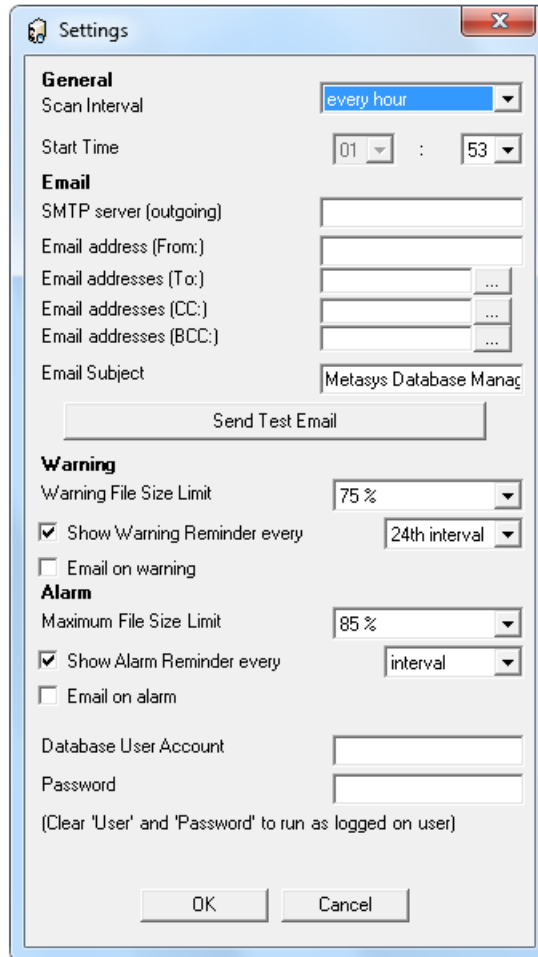 Settings
General
Scan Interval every hour
Start Time 01 : 53
Email
SMTP server (outgoing)
Email address (From:)
Email addresses (To:) ...
Email addresses (CC:) ...
Email addresses (BCC:) ...
Email Subject Metasys Database Manag
Send Test Email
Warning
Warning File Size Limit 75 %
Show Warning Reminder every 24th interval
Email on warning
Alarm
Maximum File Size Limit 85 %
Show Alarm Reminder every interval
Email on alarm
Database User Account
Password
(Clear 'User' and 'Password' to run as logged on user)
OK Cancel